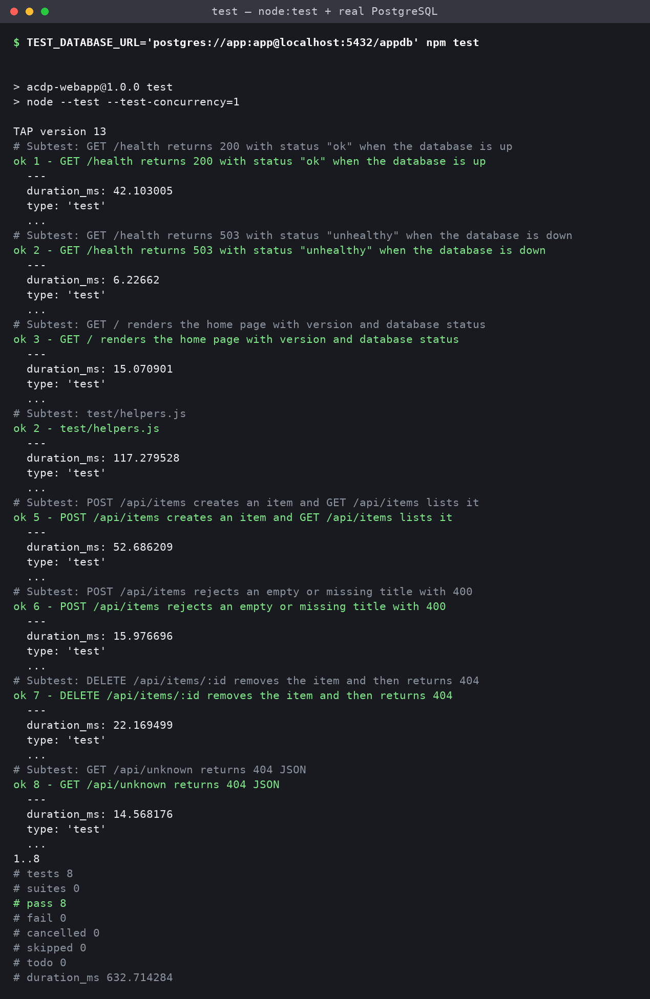 test — node:test + real PostgreSQL
$ TEST_DATABASE_URL='postgres://app:app@localhost:5432/appdb' npm test
> acdp-webapp@1.0.0 test
> node --test --test-concurrency=1
TAP version 13
# Subtest: GET /health returns 200 with status "ok" when the database is up
ok 1 - GET /health returns 200 with status "ok" when the database is up
  ---
  duration_ms: 42.103005
  type: 'test'
  ...
# Subtest: GET /health returns 503 with status "unhealthy" when the database is down
ok 2 - GET /health returns 503 with status "unhealthy" when the database is down
  ---
  duration_ms: 6.22662
  type: 'test'
  ...
# Subtest: GET / renders the home page with version and database status
ok 3 - GET / renders the home page with version and database status
  ---
  duration_ms: 15.070901
  type: 'test'
  ...
# Subtest: test/helpers.js
ok 2 - test/helpers.js
  ---
  duration_ms: 117.279528
  type: 'test'
  ...
# Subtest: POST /api/items creates an item and GET /api/items lists it
ok 5 - POST /api/items creates an item and GET /api/items lists it
  ---
  duration_ms: 52.686209
  type: 'test'
  ...
# Subtest: POST /api/items rejects an empty or missing title with 400
ok 6 - POST /api/items rejects an empty or missing title with 400
  ---
  duration_ms: 15.976696
  type: 'test'
  ...
# Subtest: DELETE /api/items/:id removes the item and then returns 404
ok 7 - DELETE /api/items/:id removes the item and then returns 404
  ---
  duration_ms: 22.169499
  type: 'test'
  ...
# Subtest: GET /api/unknown returns 404 JSON
ok 8 - GET /api/unknown returns 404 JSON
  ---
  duration_ms: 14.568176
  type: 'test'
  ...
1..8
# tests 8
# suites 0
# pass 8
# fail 0
# cancelled 0
# skipped 0
# todo 0
# duration_ms 632.714284